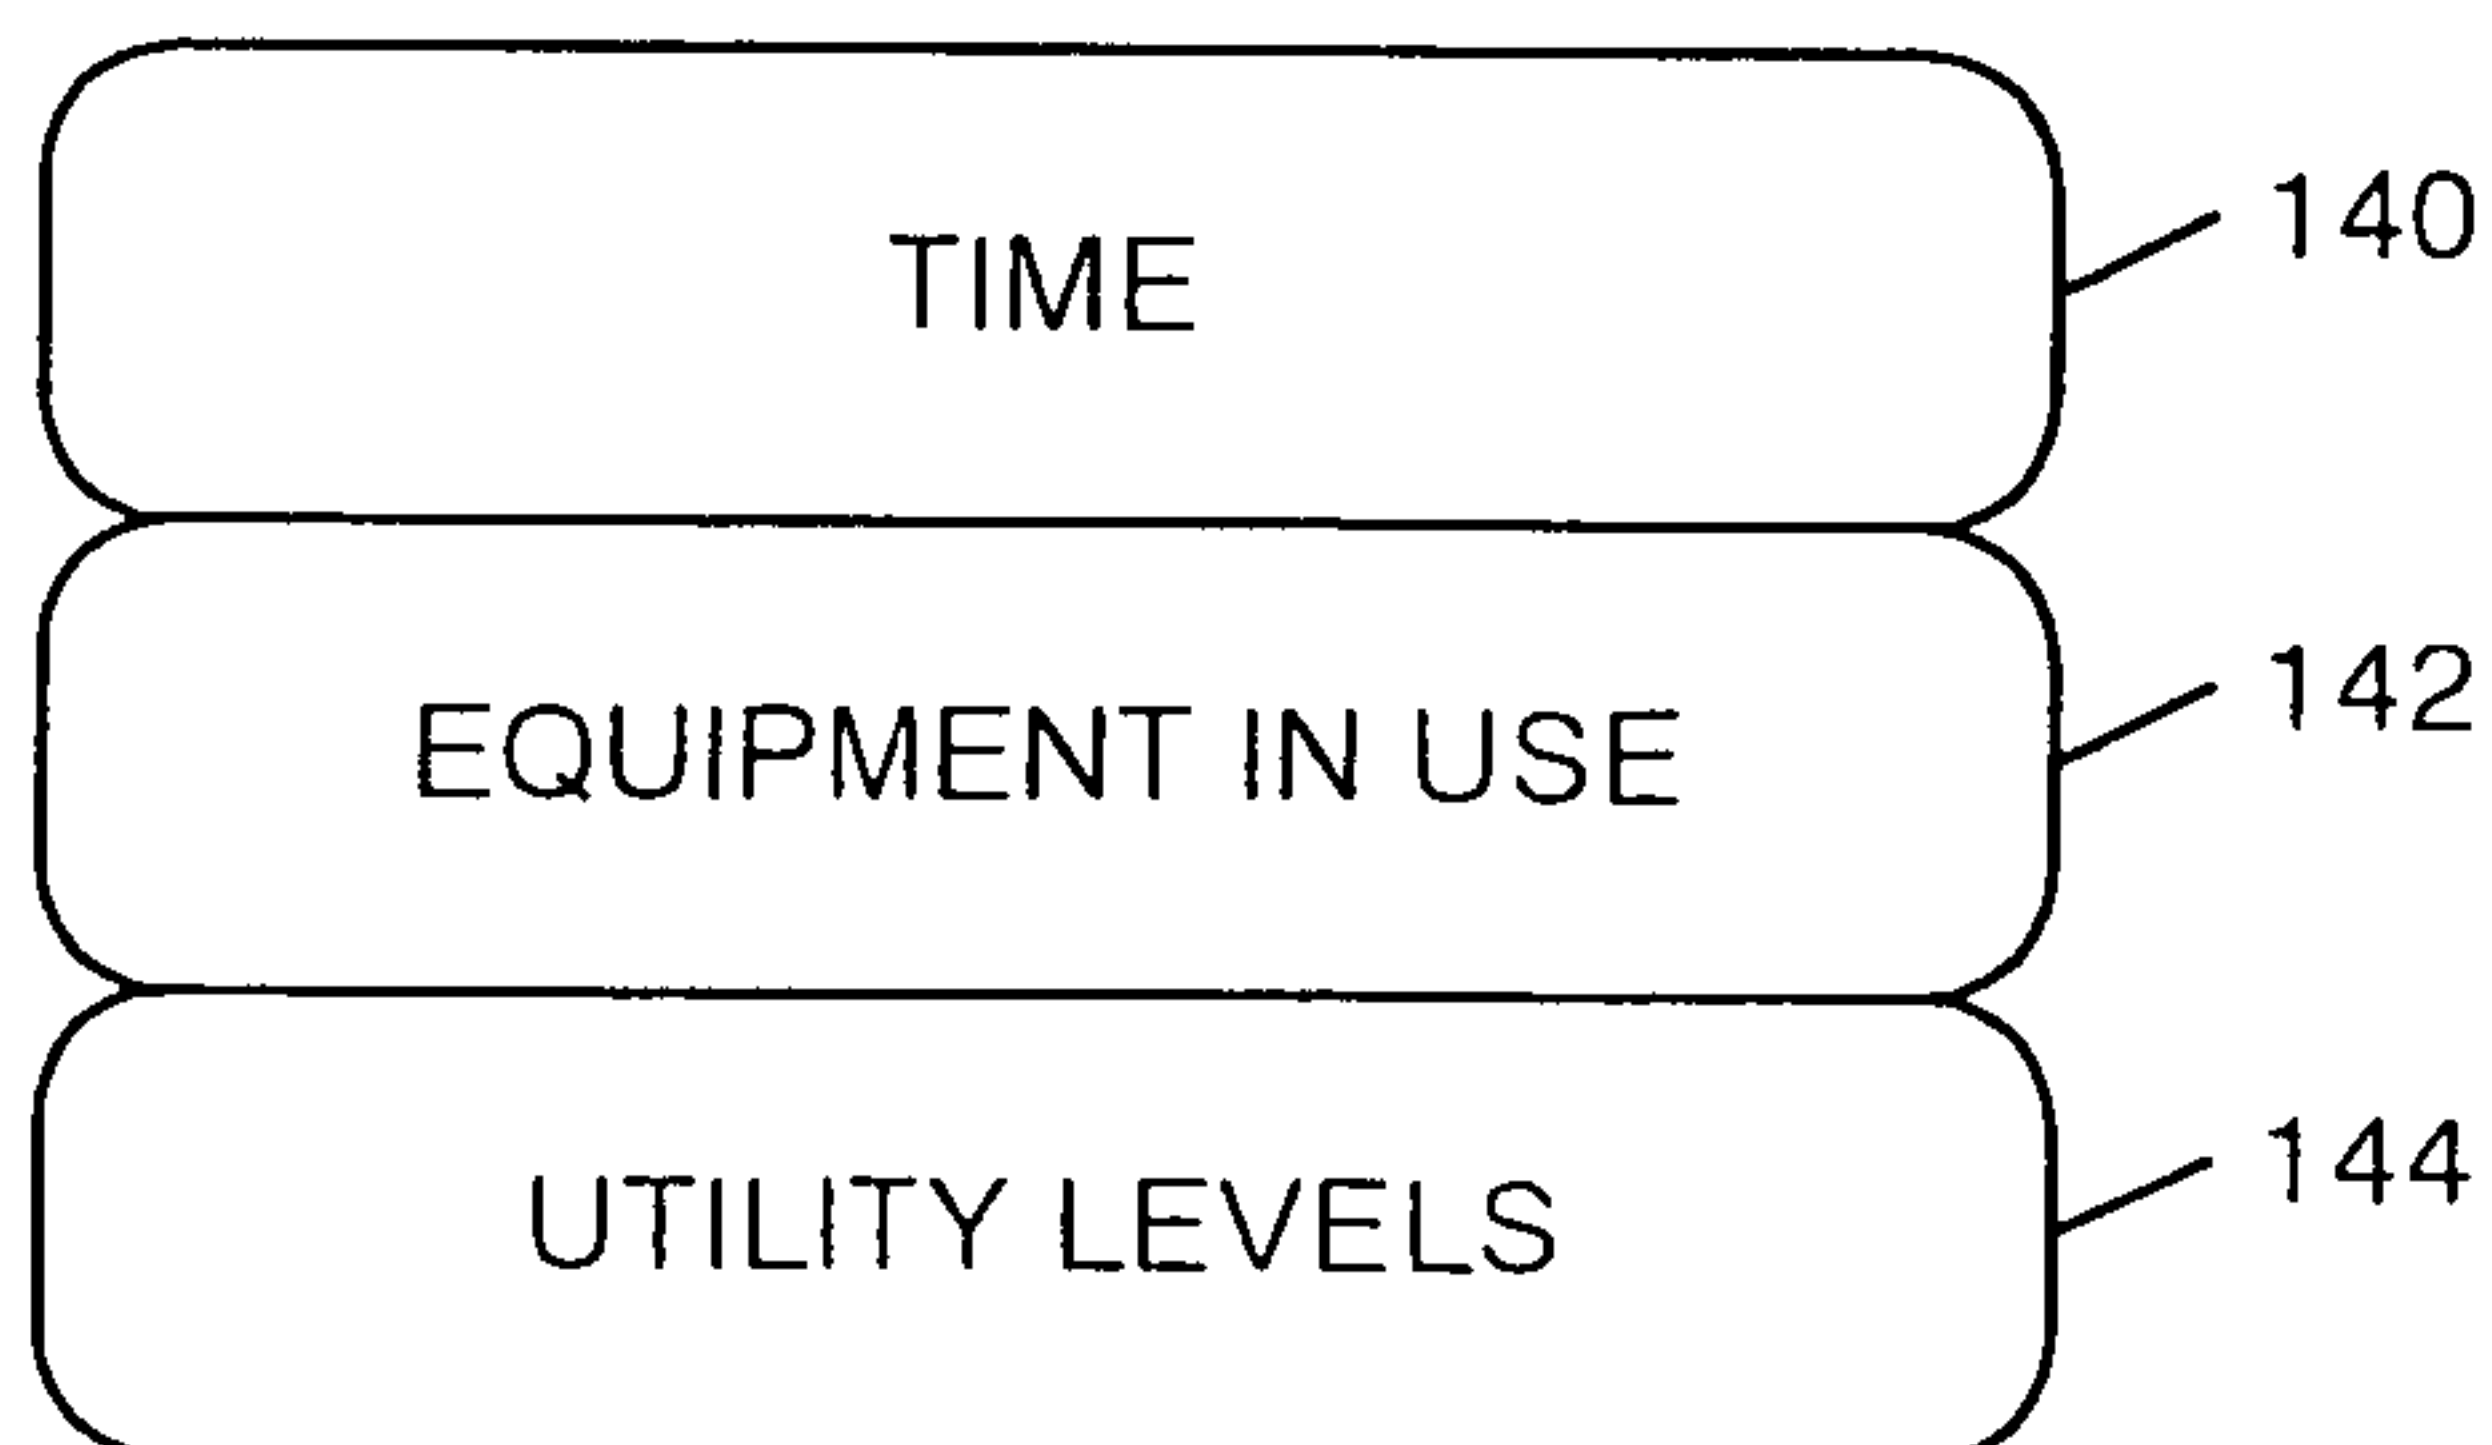 TIME
140
EQUIPMENT IN USE
142
UTILITY LEVELS
144